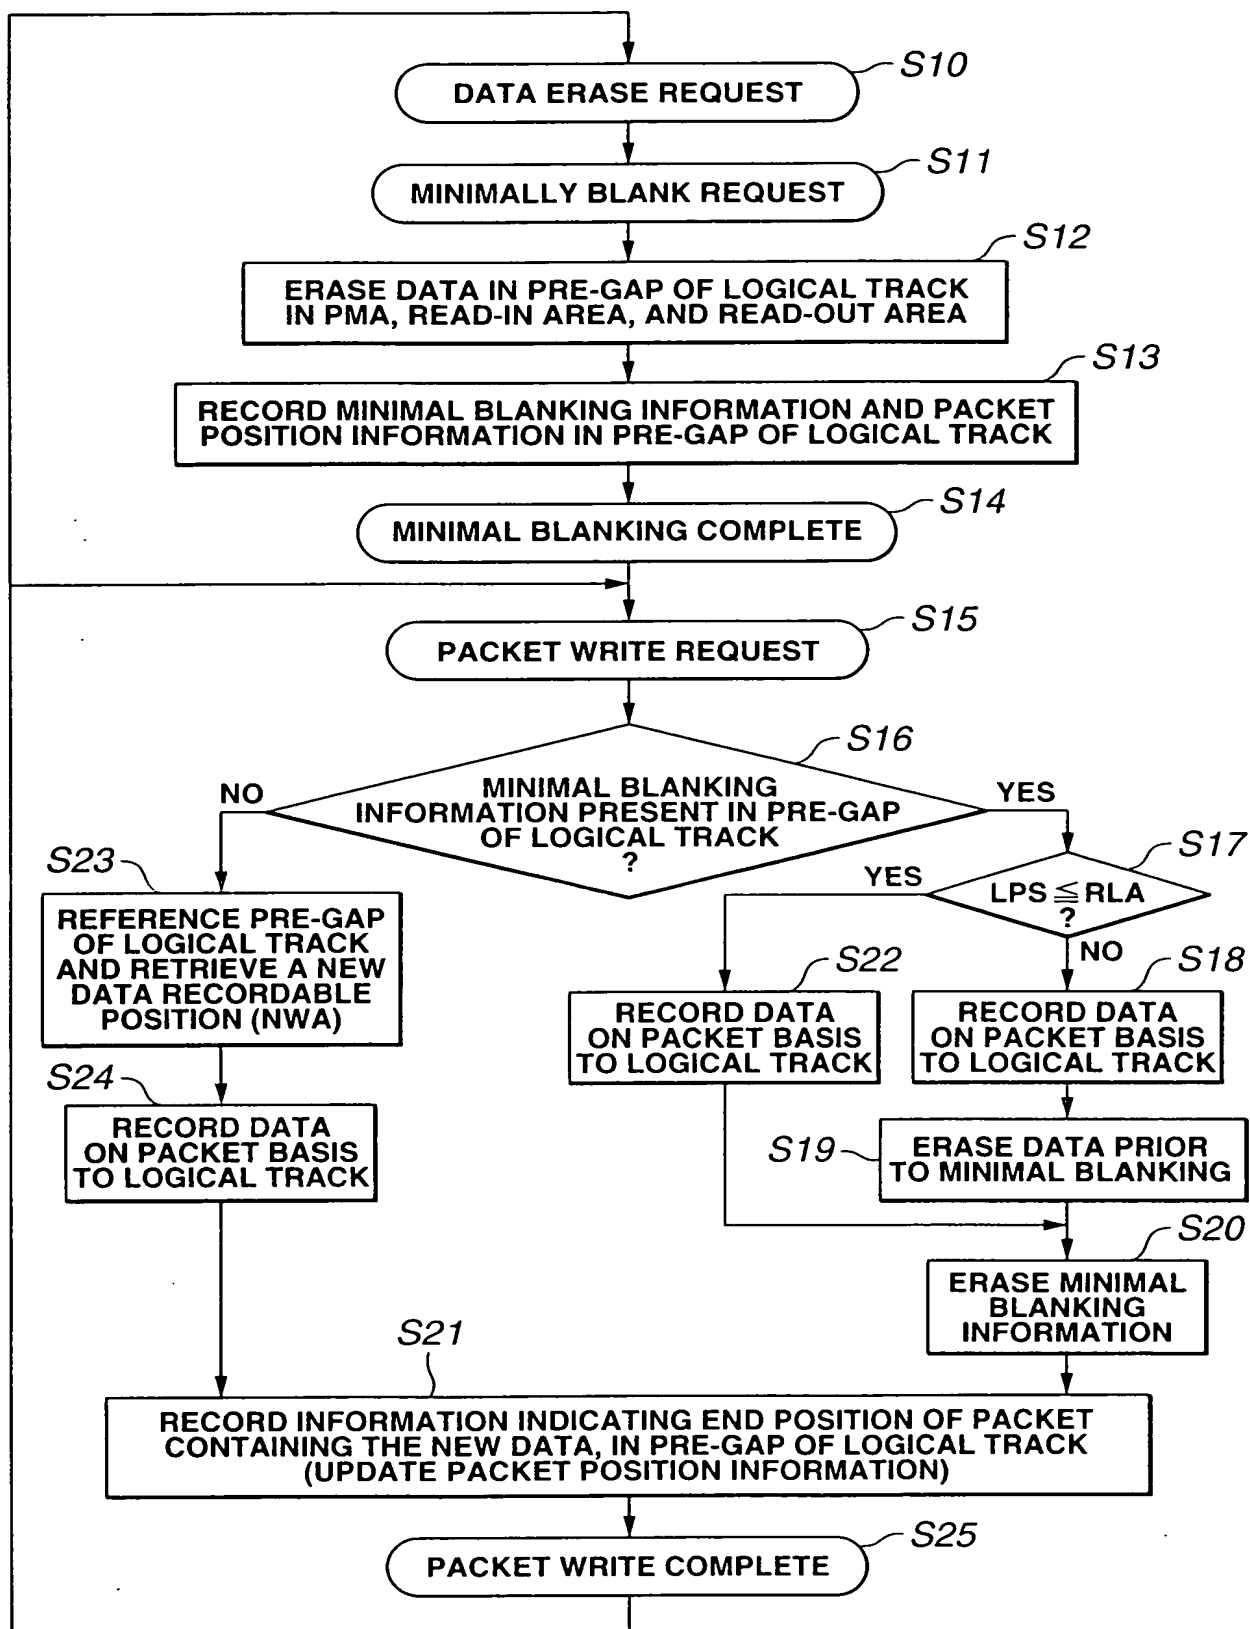 S10
DATA ERASE REQUEST
S11
MINIMALLY BLANK REQUEST
S12
ERASE DATA IN PRE-GAP OF LOGICAL TRACK
IN PMA, READ-IN AREA, AND READ-OUT AREA
S13
RECORD MINIMAL BLANKING INFORMATION AND PACKET
POSITION INFORMATION IN PRE-GAP OF LOGICAL TRACK
S14
MINIMAL BLANKING COMPLETE
S15
PACKET WRITE REQUEST
S16
MINIMAL BLANKING
INFORMATION PRESENT IN PRE-GAP
OF LOGICAL TRACK
?
NO
YES
S17
LPS ≦ RLA
?
YES
NO
S23
REFERENCE PRE-GAP
OF LOGICAL TRACK
AND RETRIEVE A NEW
DATA RECORDABLE
POSITION (NWA)
S22
RECORD DATA
ON PACKET BASIS
TO LOGICAL TRACK
S18
RECORD DATA
ON PACKET BASIS
TO LOGICAL TRACK
S24
RECORD DATA
ON PACKET BASIS
TO LOGICAL TRACK
S19
ERASE DATA PRIOR
TO MINIMAL BLANKING
S20
ERASE MINIMAL
BLANKING
INFORMATION
S21
RECORD INFORMATION INDICATING END POSITION OF PACKET
CONTAINING THE NEW DATA, IN PRE-GAP OF LOGICAL TRACK
(UPDATE PACKET POSITION INFORMATION)
S25
PACKET WRITE COMPLETE